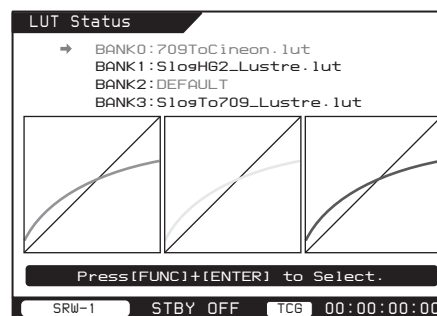 LUT Status
➡ BANK0:709ToCineon.lut
BANK1:SlogHG2_Lustre.lut
BANK2:DEFAULT
BANK3:SlogTo709_Lustre.lut
Press[FUNC]+[ENTER] to Select.
SRW-1 STBY OFF TCG 00:00:00:00